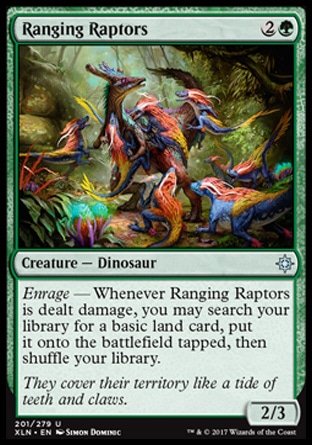 Ranging Raptors 2
Creature — Dinosaur
Enrage — Whenever Ranging Raptors
is dealt damage, you may search your
library for a basic land card, put
it onto the battlefield tapped, then
shuffle your library.
They cover their territory like a tide
of teeth and claws.
2/3
201/279 U
XLN • EN Simon Dominic
™ & © 2017 Wizards of the Coast